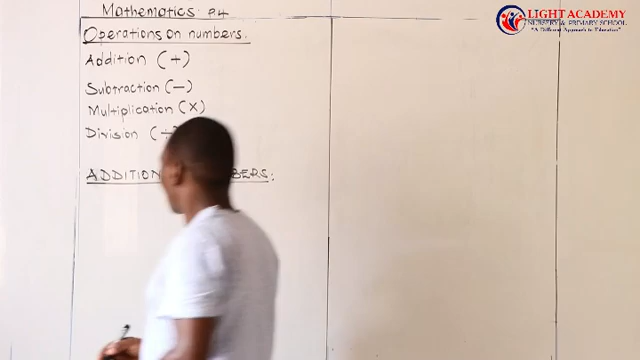 Mathematics P4
Operations on numbers.
Addition (+)
Subtraction (−)
Multiplication (×)
Division (÷)
ADDITION BERS:
LIGHT ACADEMY
NURSERY & PRIMARY SCHOOL
"A Different Approach to Education"